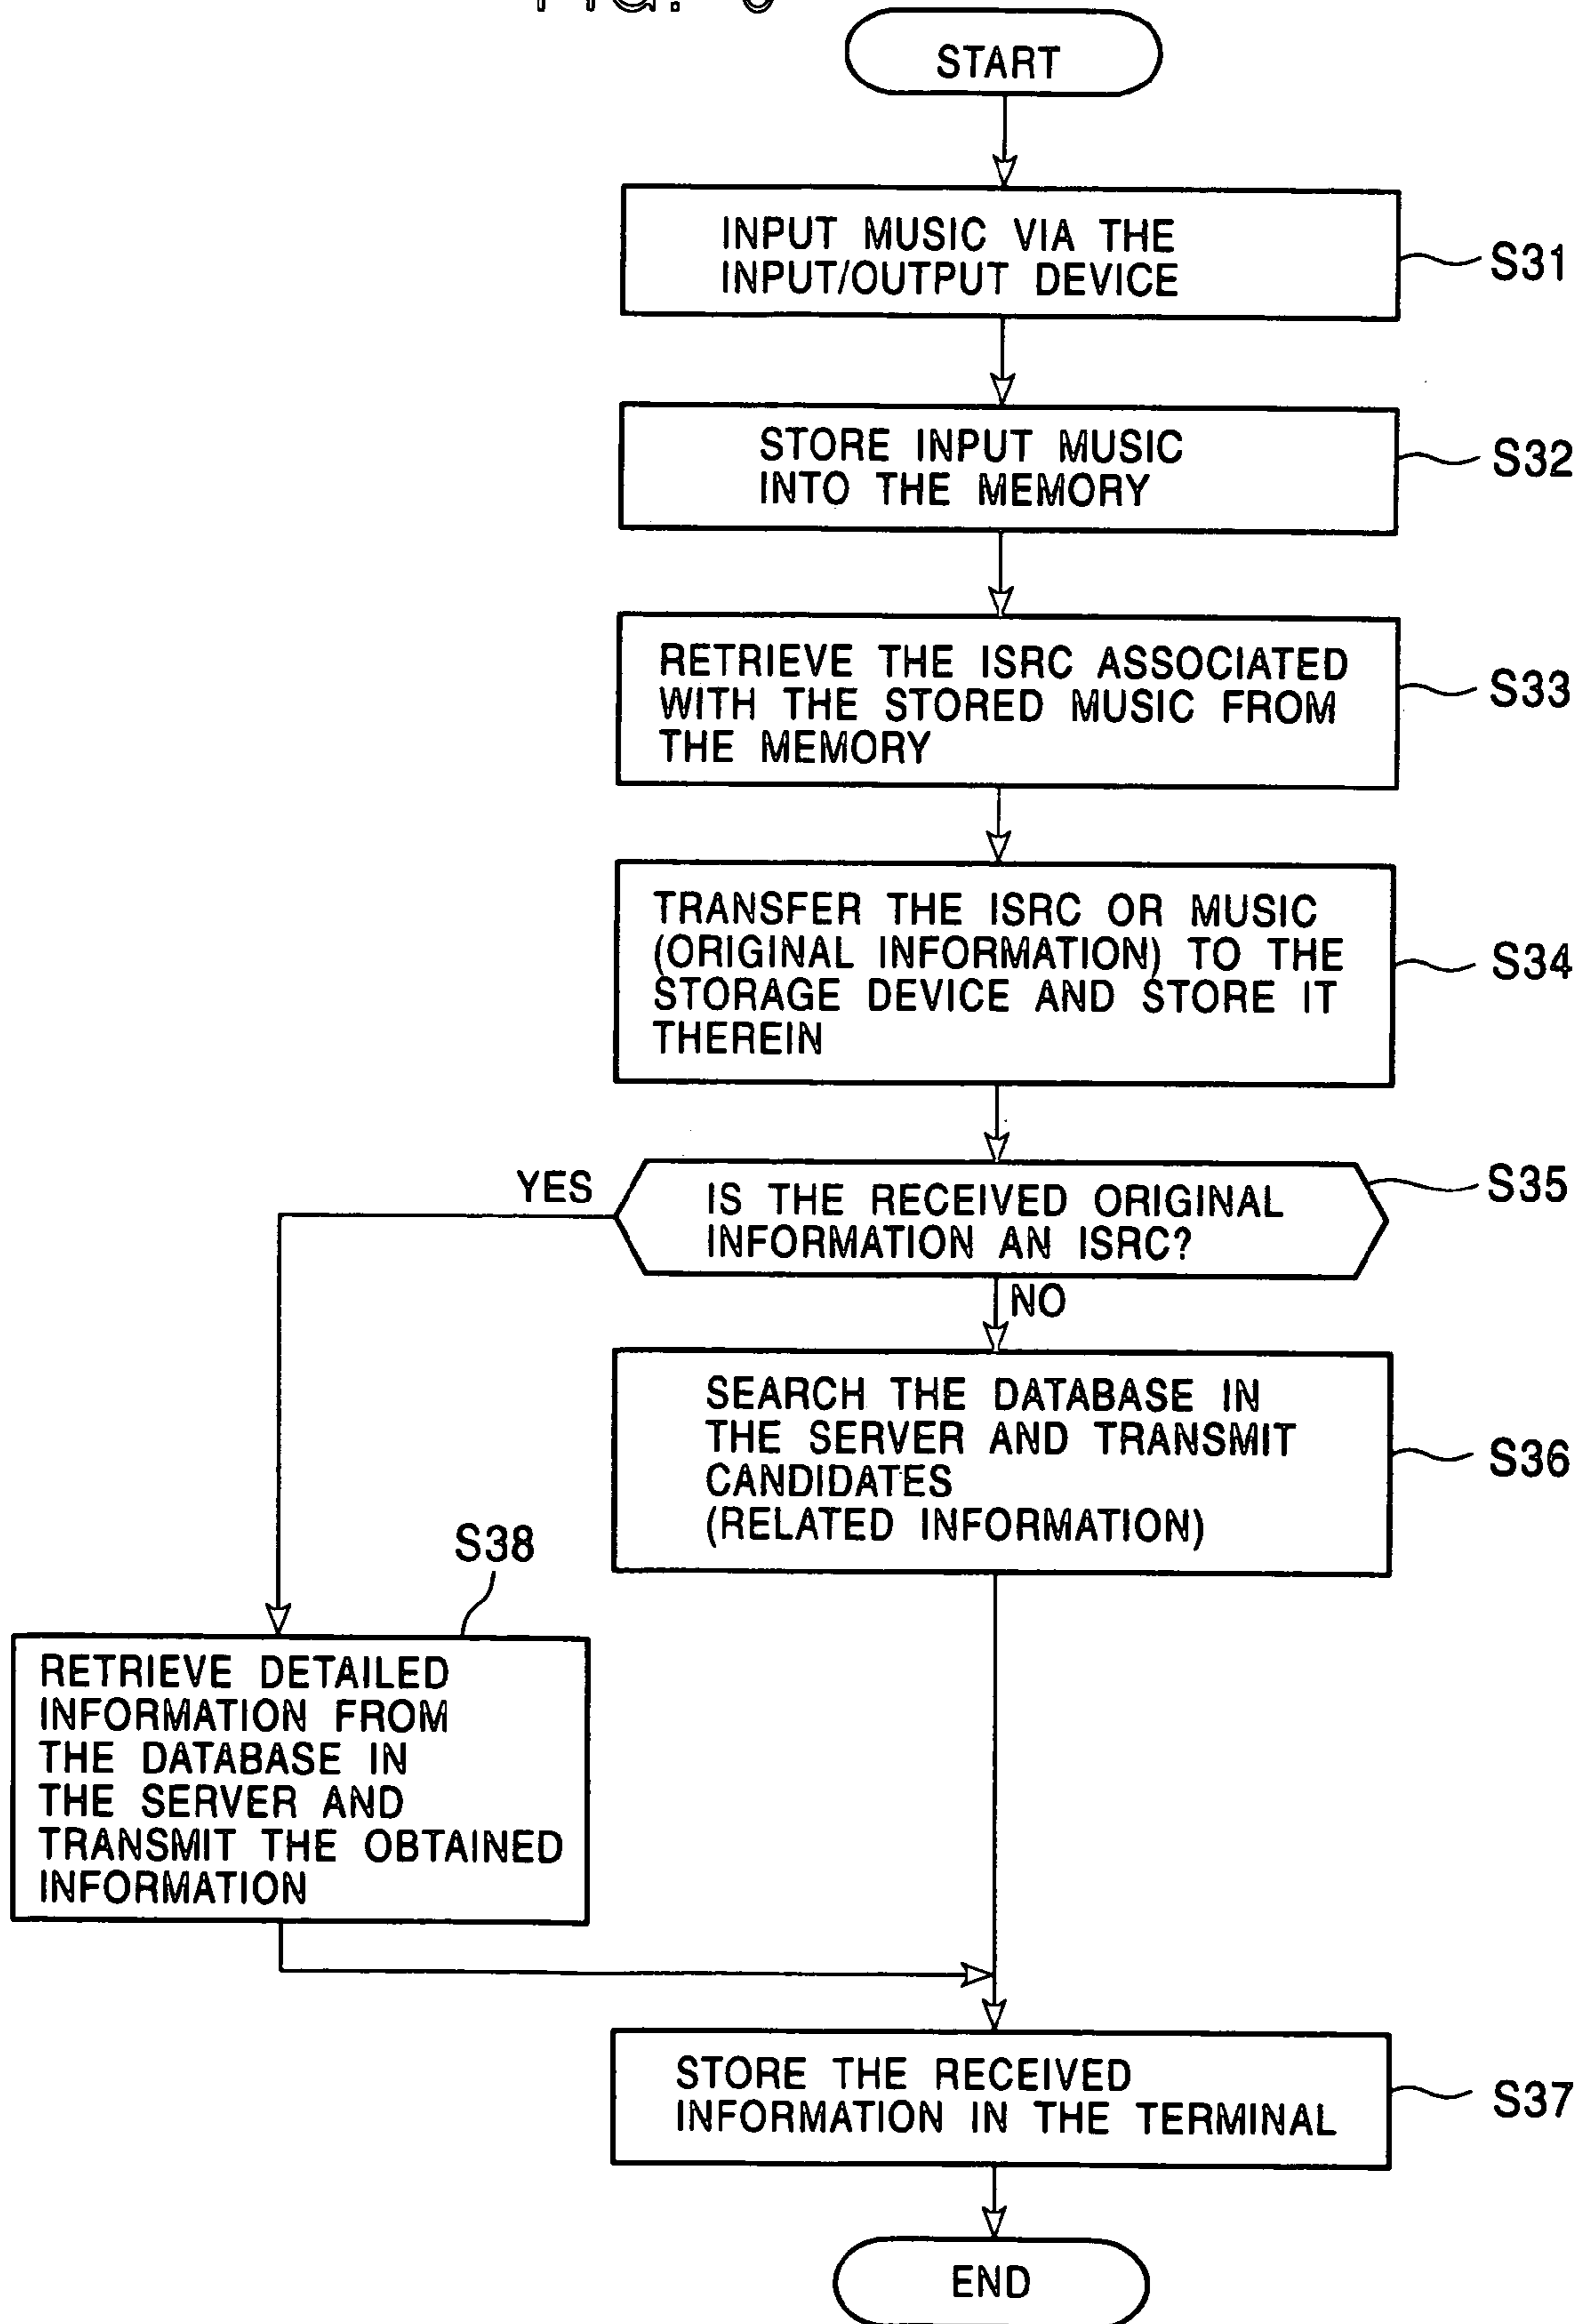 START
INPUT MUSIC VIA THE
INPUT/OUTPUT DEVICE
S31
STORE INPUT MUSIC
INTO THE MEMORY
S32
RETRIEVE THE ISRC ASSOCIATED
WITH THE STORED MUSIC FROM
THE MEMORY
S33
TRANSFER THE ISRC OR MUSIC
(ORIGINAL INFORMATION) TO THE
STORAGE DEVICE AND STORE IT
THEREIN
S34
YES
IS THE RECEIVED ORIGINAL
INFORMATION AN ISRC?
S35
NO
SEARCH THE DATABASE IN
THE SERVER AND TRANSMIT
CANDIDATES
(RELATED INFORMATION)
S36
S38
RETRIEVE DETAILED
INFORMATION FROM
THE DATABASE IN
THE SERVER AND
TRANSMIT THE OBTAINED
INFORMATION
STORE THE RECEIVED
INFORMATION IN THE TERMINAL
S37
END